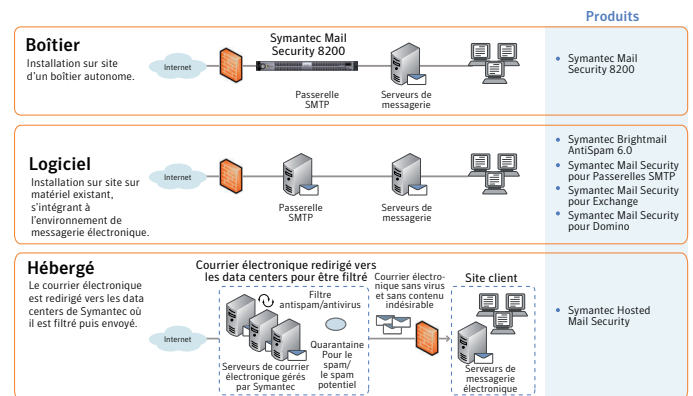 Produits
Boîtier
Installation sur site
d'un boîtier autonome.
Internet
Symantec Mail
Security 8200
Passerelle
SMTP
Serveurs de
messagerie
• Symantec Mail
Security 8200
Logiciel
Installation sur site sur
matériel existant,
s'intégrant à
l'environnement de
messagerie électronique.
Internet
Passerelle
SMTP
Serveurs de
messagerie
• Symantec Brightmail
AntiSpam 6.0
• Symantec Mail Security
pour Passerelles SMTP
• Symantec Mail Security
pour Exchange
• Symantec Mail Security
pour Domino
Hébergé
Le courrier électronique
est redirigé vers les data
centers de Symantec où
il est filtré puis envoyé.
Internet
Courrier électronique redirigé vers
les data centers pour être filtré
Filtre
antispam/antivirus
Quarantaine
Pour le
spam/
le spam
potentiel
Serveurs de courrier
électronique gérés
par Symantec
Courrier électro-
nique sans virus
et sans contenu
indésirable
Site client
Serveurs de
messagerie
électronique
• Symantec Hosted
Mail Security